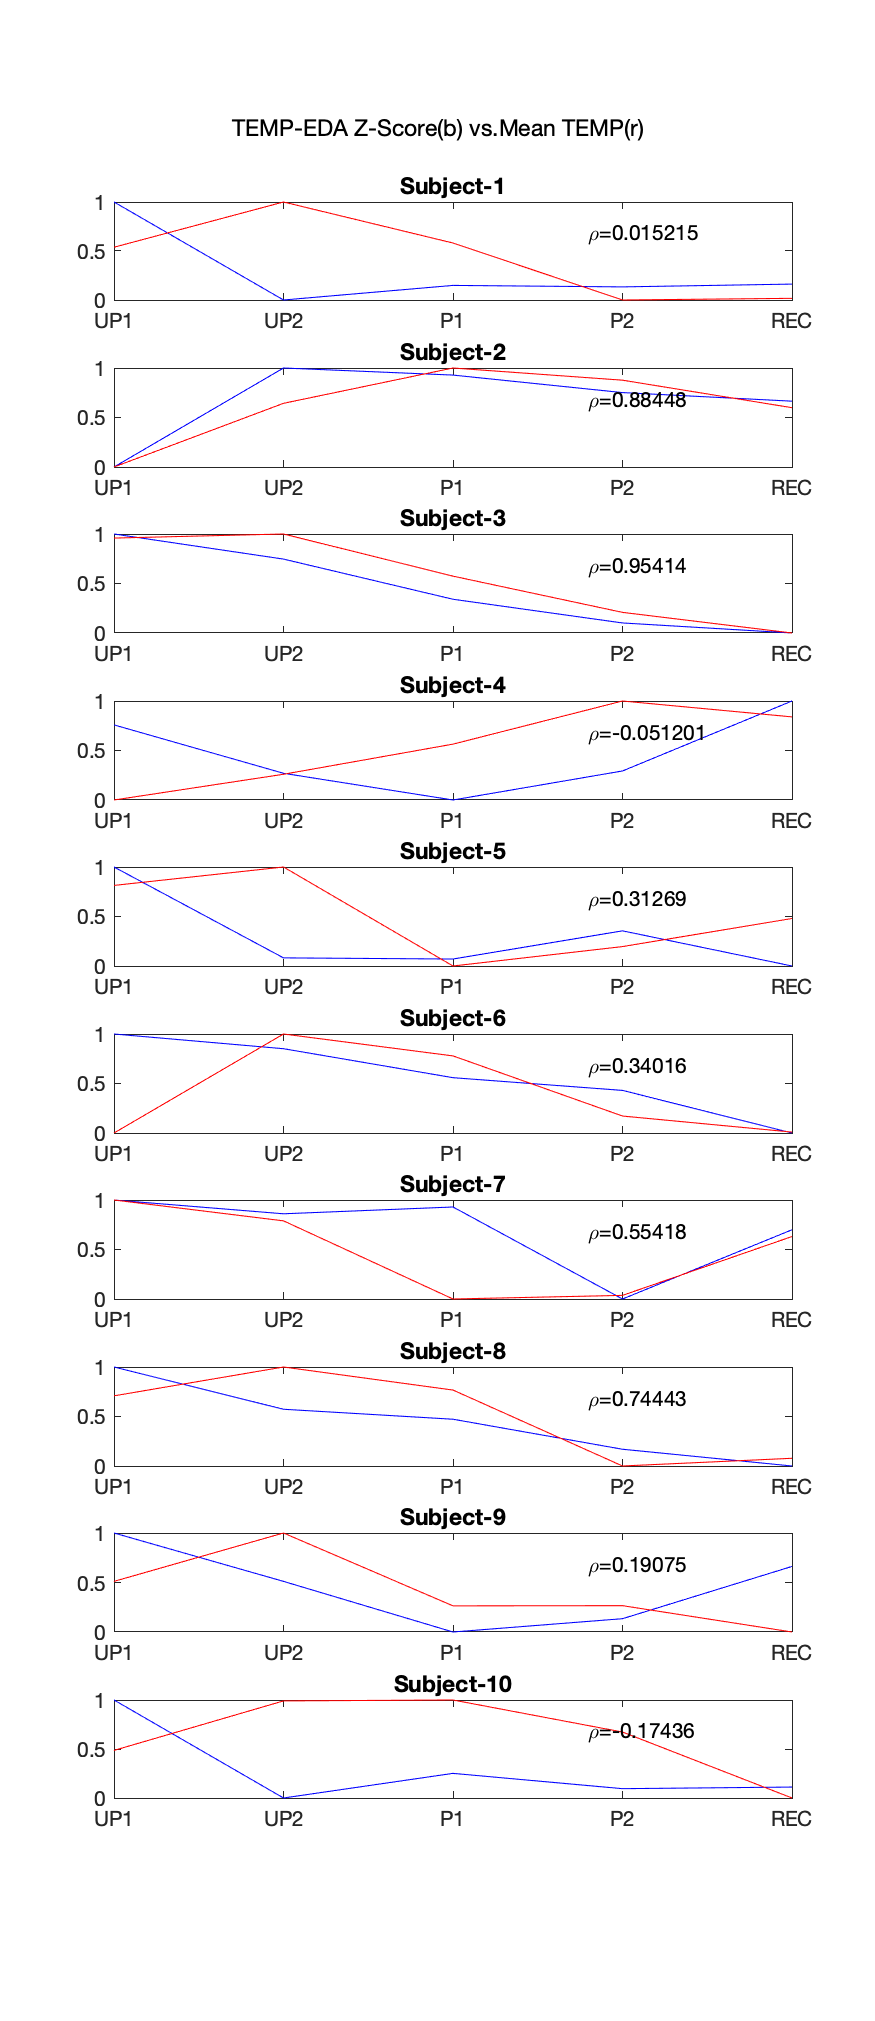 TEMP-EDA Z-Score(b) vs.Mean TEMP(r)
Subject-1
1
ρ=0.015215
0.5
0
UP1 UP2 P1 P2 REC
Subject-2
1
ρ=0.88448
0.5
0
UP1 UP2 P1 P2 REC
Subject-3
1
ρ=0.95414
0.5
0
UP1 UP2 P1 P2 REC
Subject-4
1
ρ=-0.051201
0.5
0
UP1 UP2 P1 P2 REC
Subject-5
1
ρ=0.31269
0.5
0
UP1 UP2 P1 P2 REC
Subject-6
1
ρ=0.34016
0.5
0
UP1 UP2 P1 P2 REC
Subject-7
1
ρ=0.55418
0.5
0
UP1 UP2 P1 P2 REC
Subject-8
1
ρ=0.74443
0.5
0
UP1 UP2 P1 P2 REC
Subject-9
1
ρ=0.19075
0.5
0
UP1 UP2 P1 P2 REC
Subject-10
1
ρ=-0.17436
0.5
0
UP1 UP2 P1 P2 REC